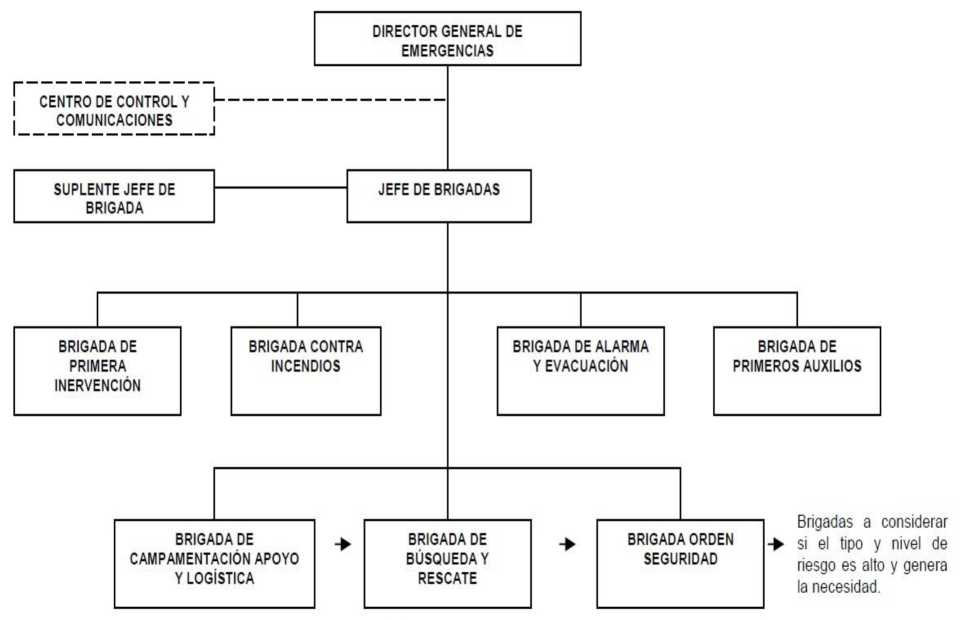 DIRECTOR GENERAL DE
EMERGENCIAS
CENTRO DE CONTROL Y
COMUNICACIONES
SUPLENTE JEFE DE
BRIGADA
JEFE DE BRIGADAS
BRIGADA DE
PRIMERA
INERVENCIÓN
BRIGADA CONTRA
INCENDIOS
BRIGADA DE ALARMA
Y EVACUACIÓN
BRIGADA DE
PRIMEROS AUXILIOS
BRIGADA DE
CAMPAMENTACIÓN APOYO
Y LOGÍSTICA
BRIGADA DE
BÚSQUEDA Y
RESCATE
BRIGADA ORDEN
SEGURIDAD
Brigadas a considerar
si el tipo y nivel de
riesgo es alto y genera
la necesidad.